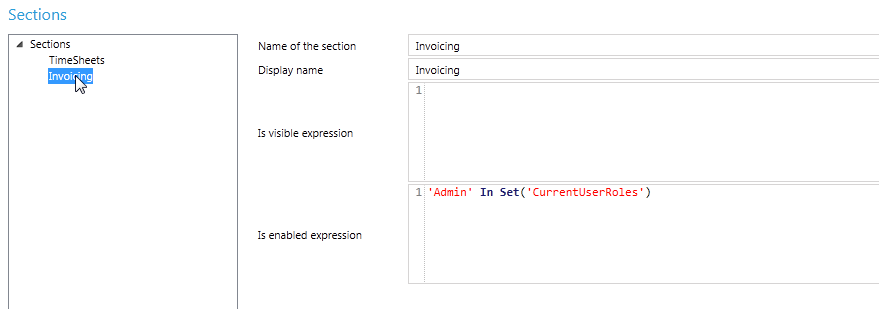 Sections
Sections
TimeSheets
Invoicing
Name of the section Invoicing
Display name Invoicing
1
Is visible expression
1 'Admin' In Set('CurrentUserRoles')
Is enabled expression